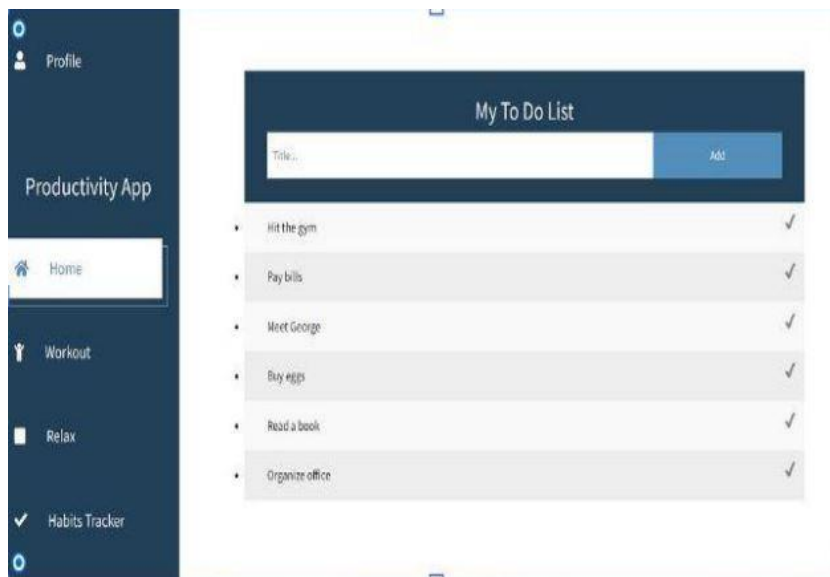 Profile
Productivity App
Home
Workout
Relax
Habits Tracker
My To Do List
Title...
Add
Hit the gym
Pay bills
Meet George
Buy eggs
Read a book
Organize office